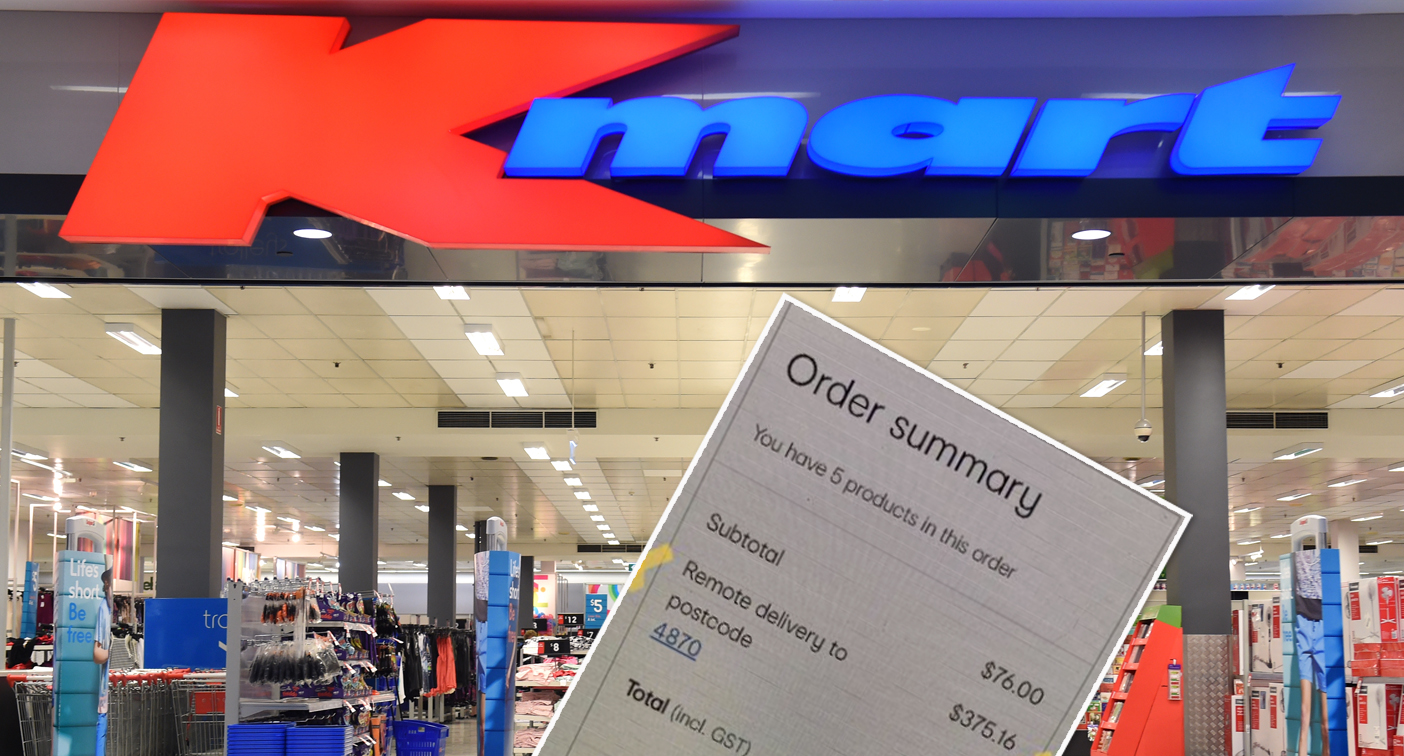 Kmart
Order summary
You have 5 products in this order
Subtotal
$76.00
Remote delivery to
postcode
4870
$375.16
Total (incl. GST)
Life's
short.
Be
free.
$5
$12
$8